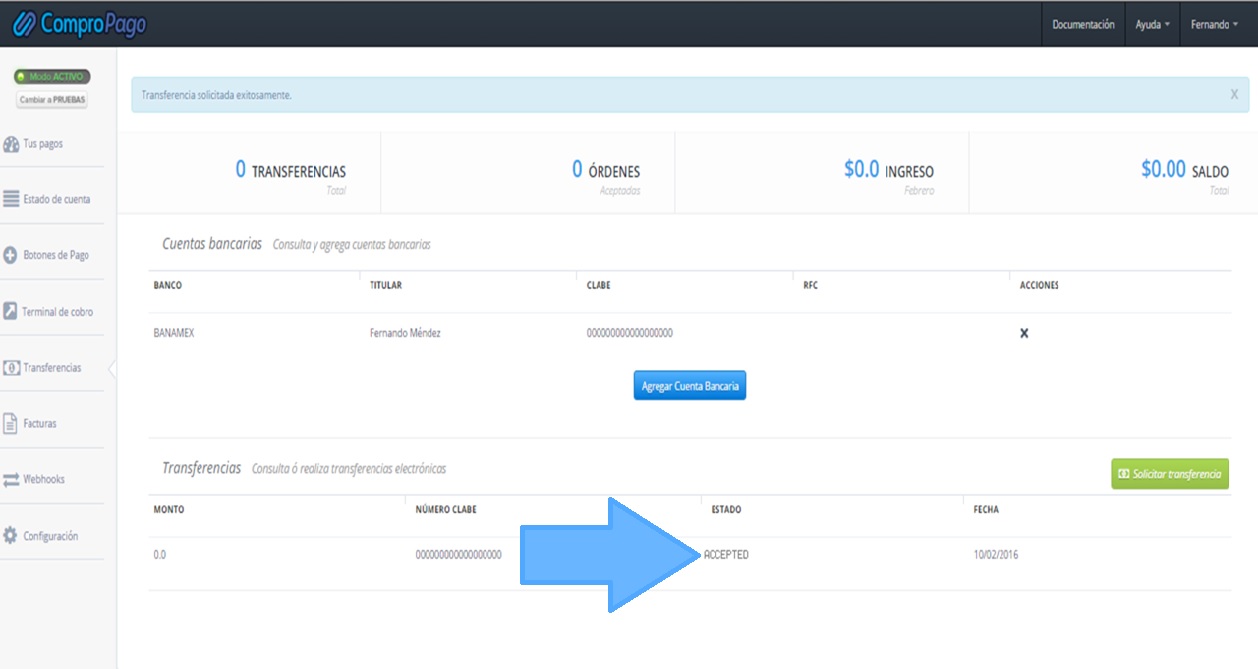 ComproPago
Documentación Ayuda Fernando
Modo ACTIVO
Cambiar a PRUEBAS
Tus pagos
Estado de cuenta
Botones de Pago
Terminal de cobro
Transferencias
Facturas
Webhooks
Configuración
Transferencia solicitada exitosamente. X
0 TRANSFERENCIAS
Total
0 ÓRDENES
Aceptadas
$0.0 INGRESO
Febrero
$0.00 SALDO
Total
Cuentas bancarias Consulta y agrega cuentas bancarias
BANCO TITULAR CLABE RFC ACCIONES
BANAMEX Fernando Méndez 000000000000000000
Agregar Cuenta Bancaria
Transferencias Consulta ó realiza transferencias electrónicas
Solicitar transferencia
MONTO NÚMERO CLABE ESTADO FECHA
0.0 000000000000000000 ACCEPTED 10/02/2016